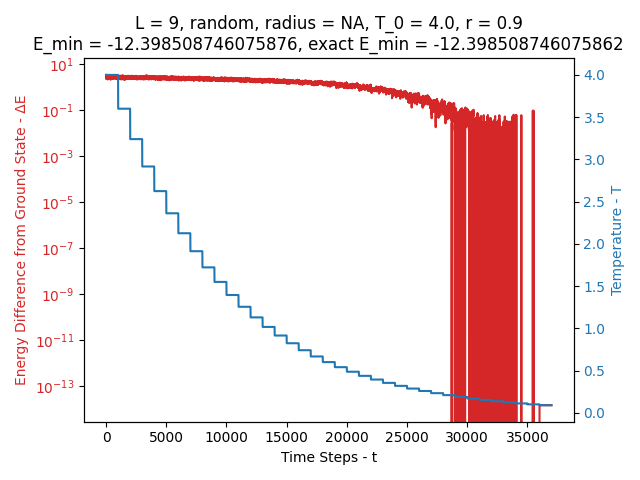 L = 9, random, radius = NA, T_0 = 4.0, r = 0.9
E_min = -12.398508746075876, exact E_min = -12.398508746075862
Energy Difference from Ground State - ΔE
10¹
10⁻¹
10⁻³
10⁻⁵
10⁻⁷
10⁻⁹
10⁻¹¹
10⁻¹³
4.0
3.5
3.0
2.5
2.0
1.5
1.0
0.5
0.0
Temperature - T
0 5000 10000 15000 20000 25000 30000 35000
Time Steps - t